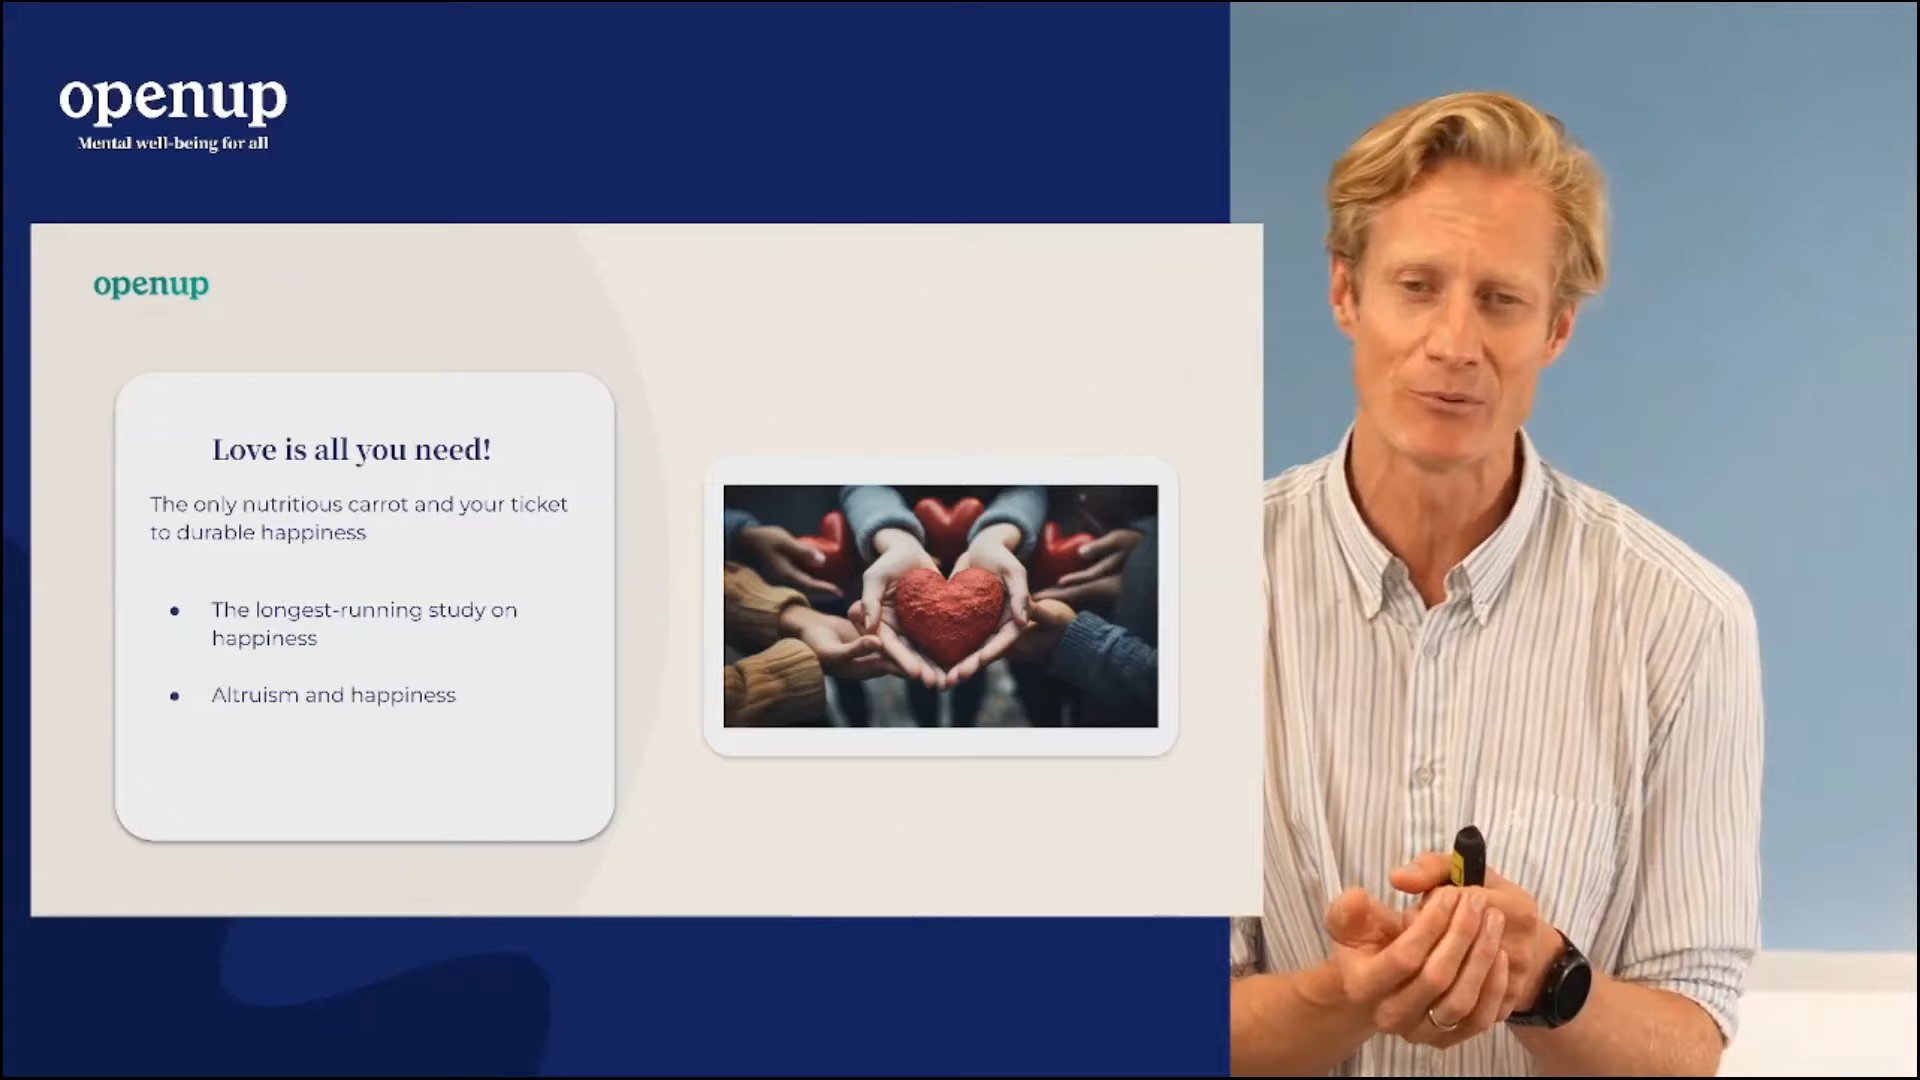 openup
Mental well-being for all
openup
Love is all you need!
The only nutritious carrot and your ticket
to durable happiness
• The longest-running study on
happiness
• Altruism and happiness